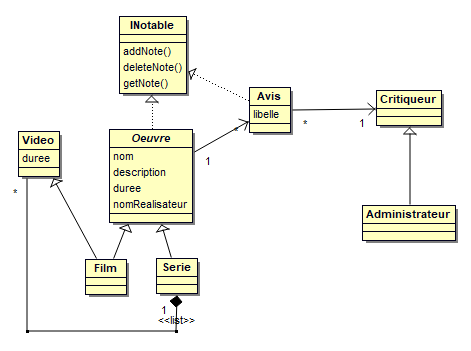 INotable
addNote()
deleteNote()
getNote()
Avis
libelle
Critiqueur
*
*
1
1
Oeuvre
nom
description
duree
nomRealisateur
Video
duree
*
Administrateur
Film
Serie
1
<<list>>